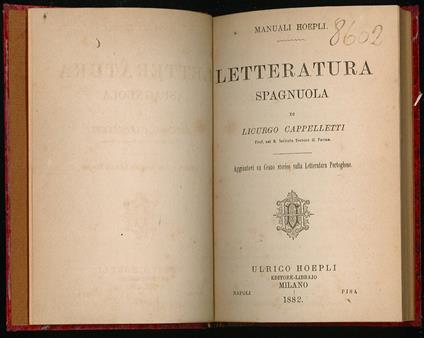 MANUALI HOEPLI.
8602
LETTERATURA
SPAGNUOLA
DI
LICURGO CAPPELLETTI
Prof. nel R. Istituto Tecnico di Parma.
Aggiuntovi un Cenno storico sulla Letteratura Portoghese.
ULRICO HOEPLI
EDITORE-LIBRAJO
NAPOLI MILANO PISA
1882.